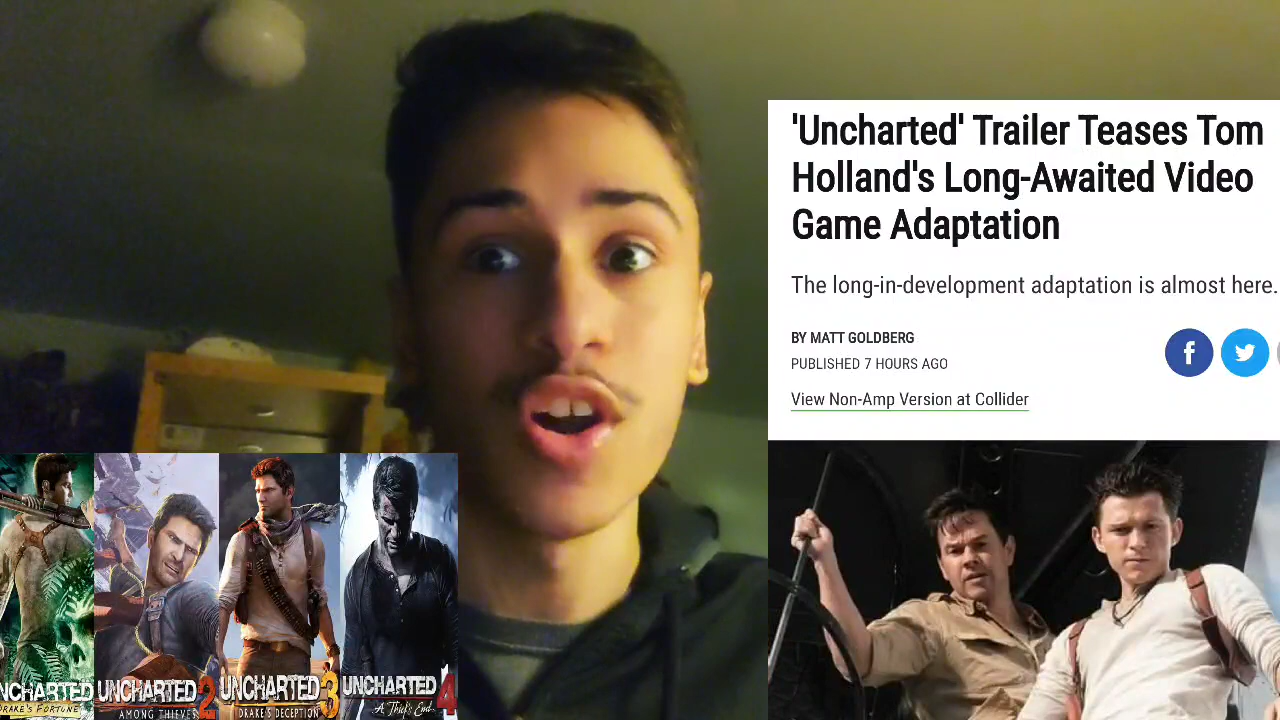 'Uncharted' Trailer Teases Tom
Holland's Long-Awaited Video
Game Adaptation
The long-in-development adaptation is almost here.
BY MATT GOLDBERG
PUBLISHED 7 HOURS AGO
View Non-Amp Version at Collider
NCHARTED
DRAKE'S FORTUNE
UNCHARTED 2
AMONG THIEVES
UNCHARTED 3
DRAKE'S DECEPTION
UNCHARTED 4
A Thief's End